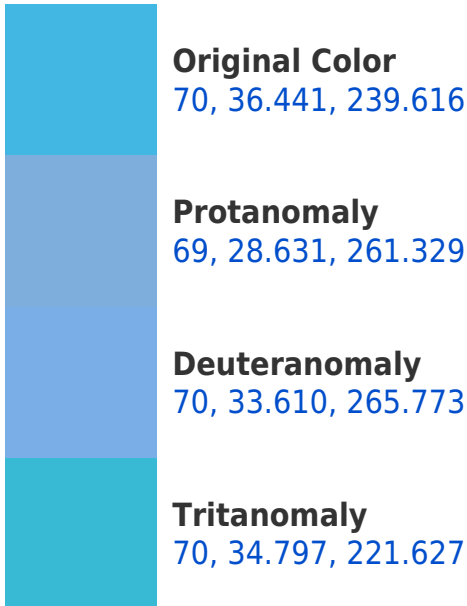 Original Color
70, 36.441, 239.616
Protanomaly
69, 28.631, 261.329
Deuteranomaly
70, 33.610, 265.773
Tritanomaly
70, 34.797, 221.627